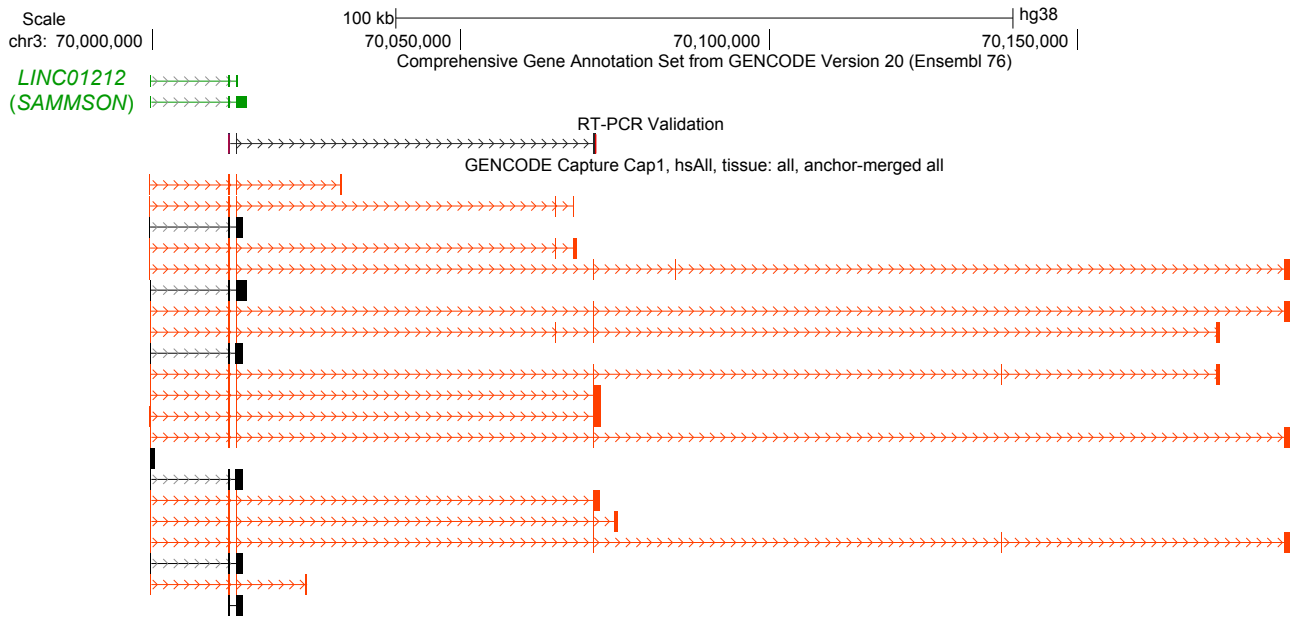 Scale 100 kb hg38
chr3: 70,000,000 70,050,000 70,100,000 70,150,000
Comprehensive Gene Annotation Set from GENCODE Version 20 (Ensembl 76)
LINC01212
(SAMMSON)
RT-PCR Validation
GENCODE Capture Cap1, hsAll, tissue: all, anchor-merged all